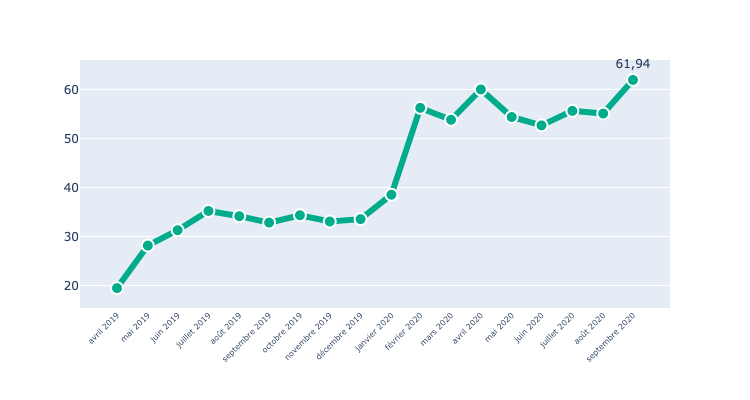 61,94
60
50
40
30
20
avril 2019
mai 2019
juin 2019
juillet 2019
août 2019
septembre 2019
octobre 2019
novembre 2019
décembre 2019
janvier 2020
février 2020
mars 2020
avril 2020
mai 2020
juin 2020
juillet 2020
août 2020
septembre 2020